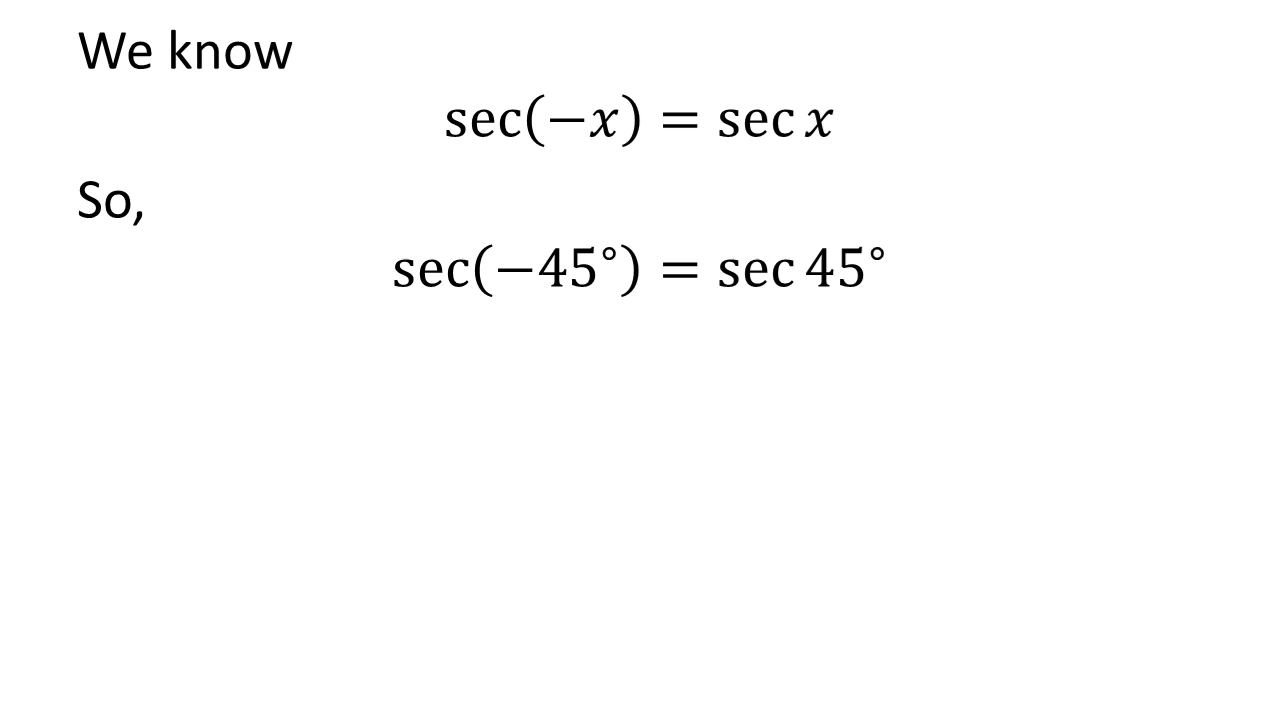 We know
sec(−x) = sec x
So,
sec(−45°) = sec 45°